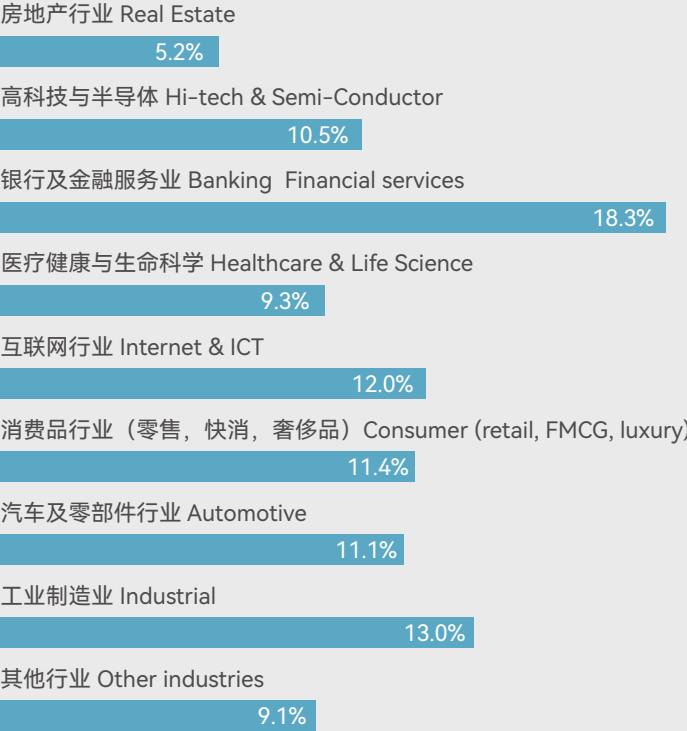 房地产行业 Real Estate
5.2%
高科技与半导体 Hi-tech & Semi-Conductor
10.5%
银行及金融服务业 Banking  Financial services
18.3%
医疗健康与生命科学 Healthcare & Life Science
9.3%
互联网行业 Internet & ICT
12.0%
消费品行业（零售，快消，奢侈品）Consumer (retail, FMCG, luxury)
11.4%
汽车及零部件行业 Automotive
11.1%
工业制造业 Industrial
13.0%
其他行业 Other industries
9.1%